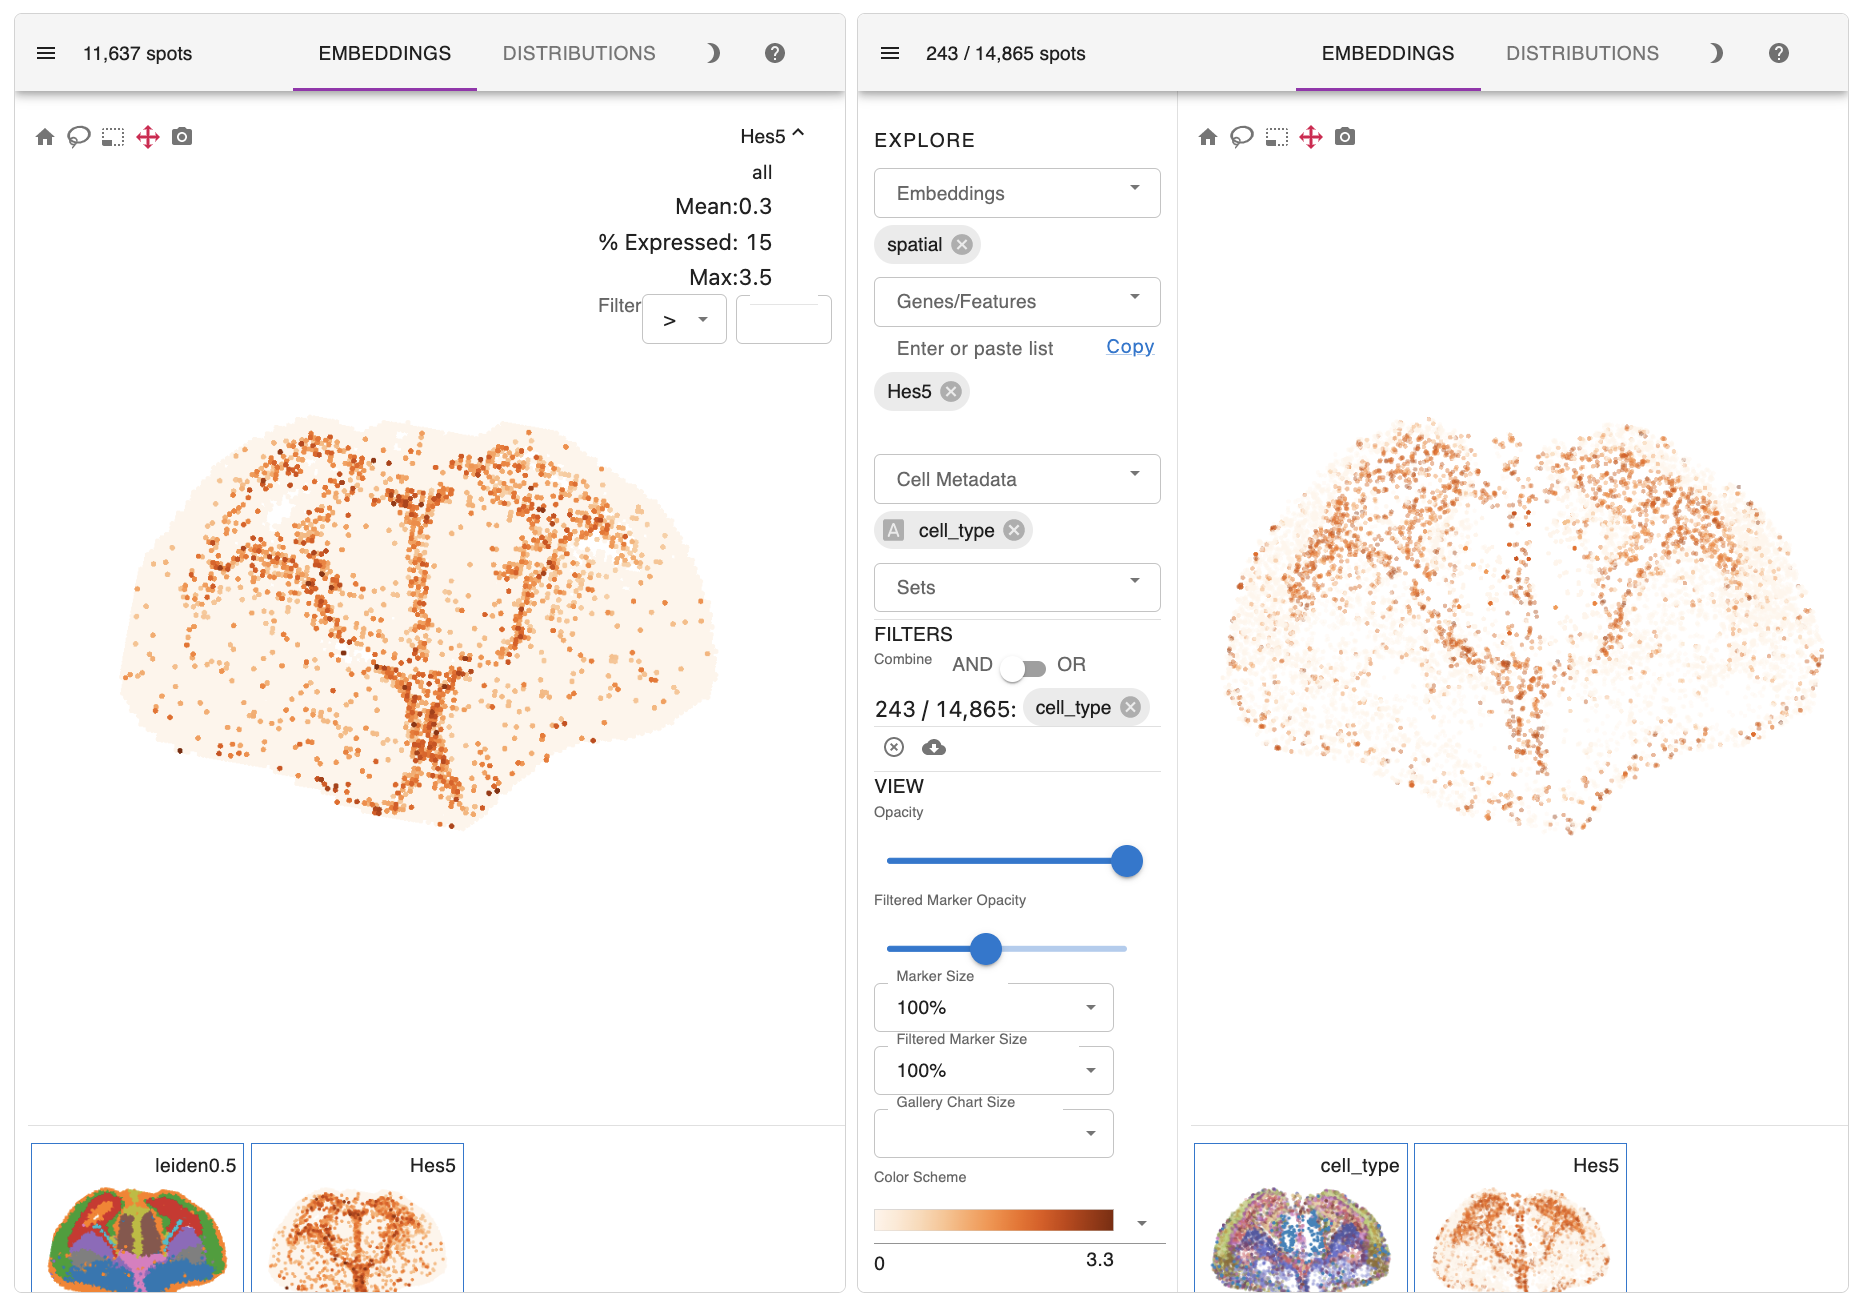 11,637 spots
EMBEDDINGS
DISTRIBUTIONS
?
Hes5
all
Mean:0.3
% Expressed: 15
Max:3.5
Filter
>
leiden0.5
Hes5
243 / 14,865 spots
EMBEDDINGS
DISTRIBUTIONS
?
EXPLORE
Embeddings
spatial
Genes/Features
Enter or paste list
Copy
Hes5
Cell Metadata
A cell_type
Sets
FILTERS
Combine AND OR
243 / 14,865: cell_type
VIEW
Opacity
Filtered Marker Opacity
Marker Size
100%
Filtered Marker Size
100%
Gallery Chart Size
Color Scheme
0 3.3
cell_type
Hes5